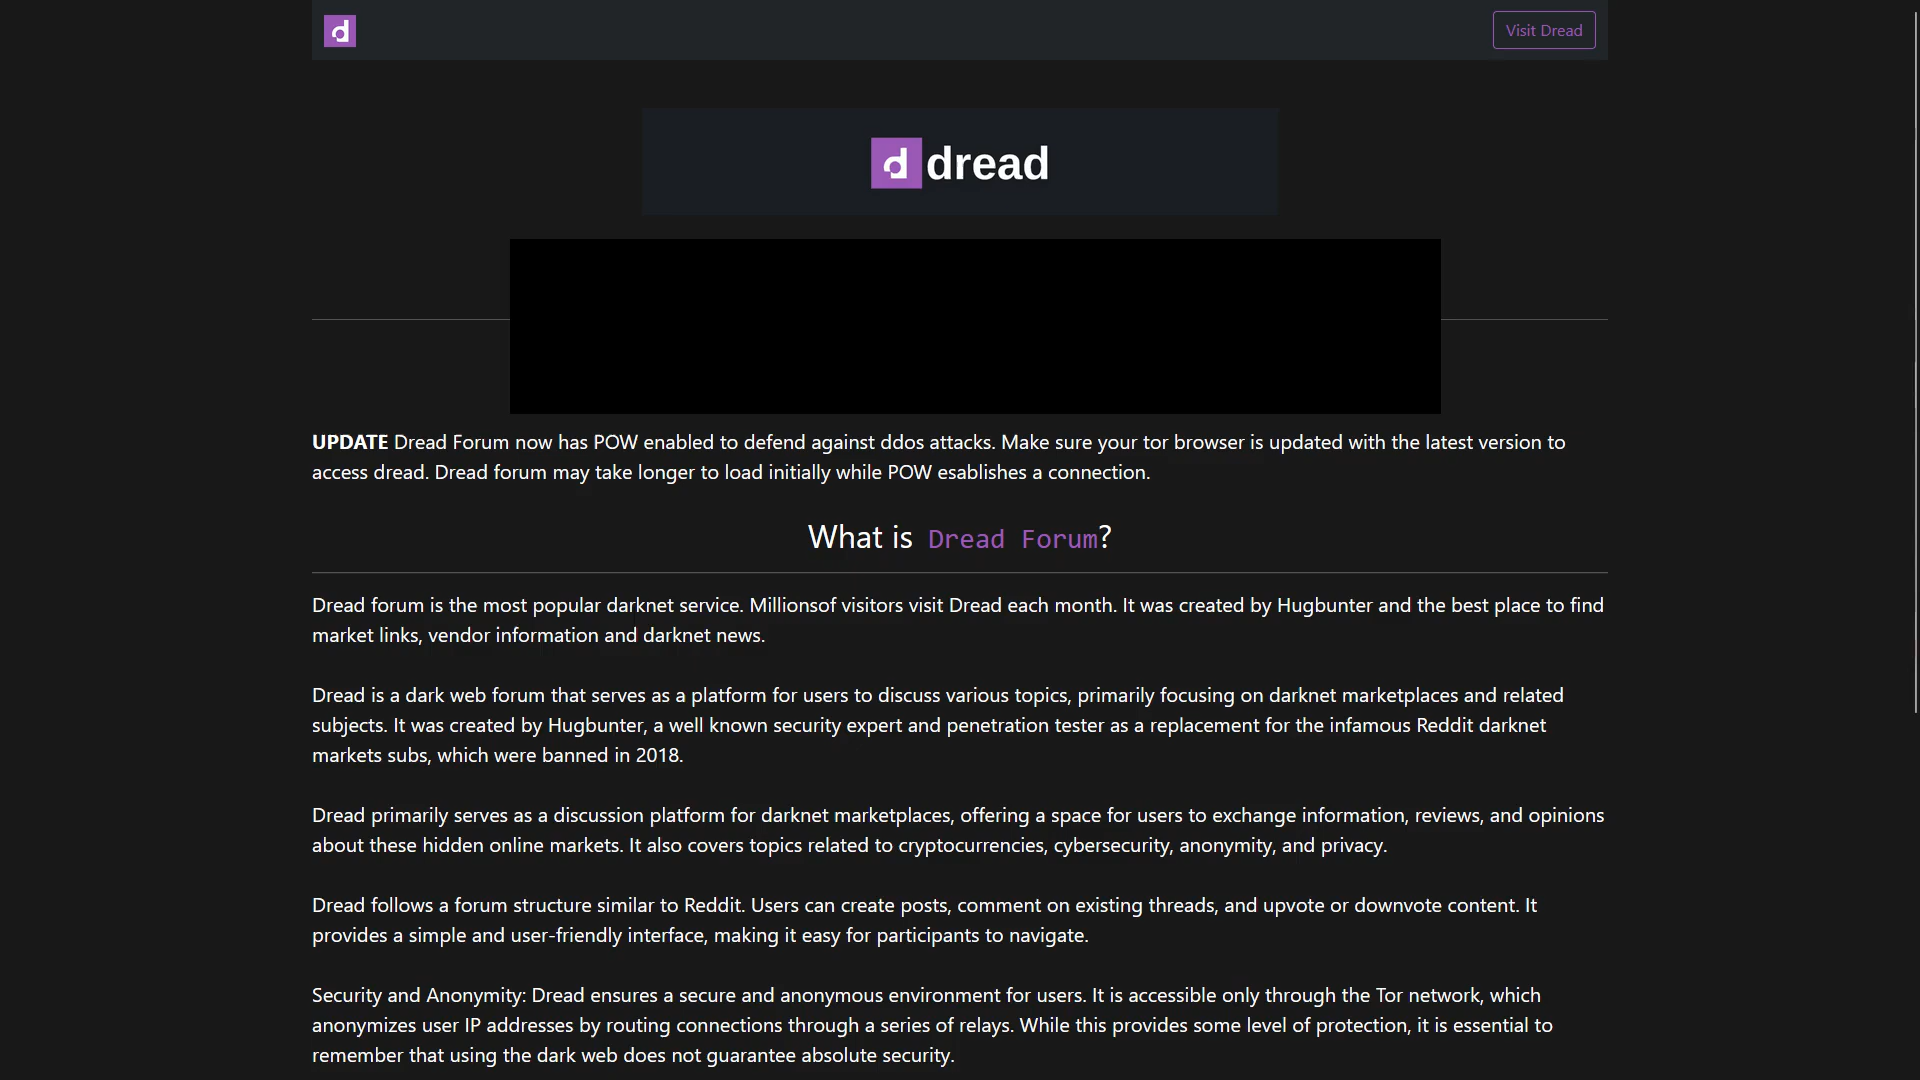 d
Visit Dread
d dread
UPDATE Dread Forum now has POW enabled to defend against ddos attacks. Make sure your tor browser is updated with the latest version to
access dread. Dread forum may take longer to load initially while POW esablishes a connection.
What is Dread Forum?
Dread forum is the most popular darknet service. Millionsof visitors visit Dread each month. It was created by Hugbunter and the best place to find
market links, vendor information and darknet news.
Dread is a dark web forum that serves as a platform for users to discuss various topics, primarily focusing on darknet marketplaces and related
subjects. It was created by Hugbunter, a well known security expert and penetration tester as a replacement for the infamous Reddit darknet
markets subs, which were banned in 2018.
Dread primarily serves as a discussion platform for darknet marketplaces, offering a space for users to exchange information, reviews, and opinions
about these hidden online markets. It also covers topics related to cryptocurrencies, cybersecurity, anonymity, and privacy.
Dread follows a forum structure similar to Reddit. Users can create posts, comment on existing threads, and upvote or downvote content. It
provides a simple and user-friendly interface, making it easy for participants to navigate.
Security and Anonymity: Dread ensures a secure and anonymous environment for users. It is accessible only through the Tor network, which
anonymizes user IP addresses by routing connections through a series of relays. While this provides some level of protection, it is essential to
remember that using the dark web does not guarantee absolute security.